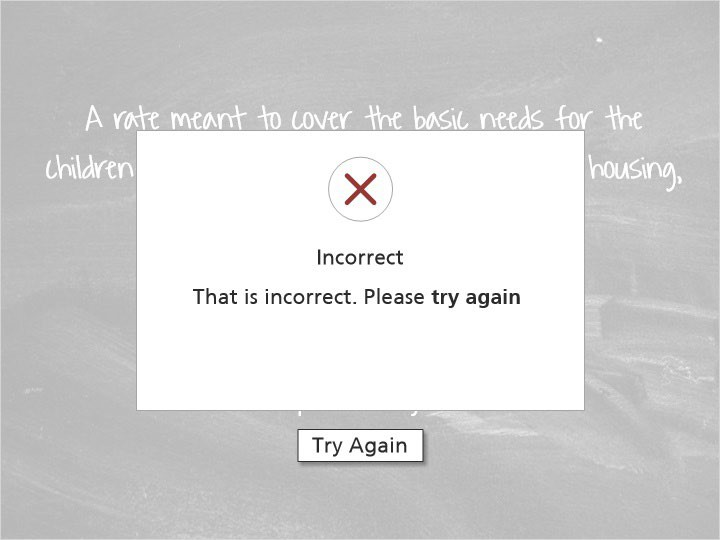 A rate meant to cover the basic needs for the
children housing,
Incorrect
That is incorrect. Please try again
Try Again